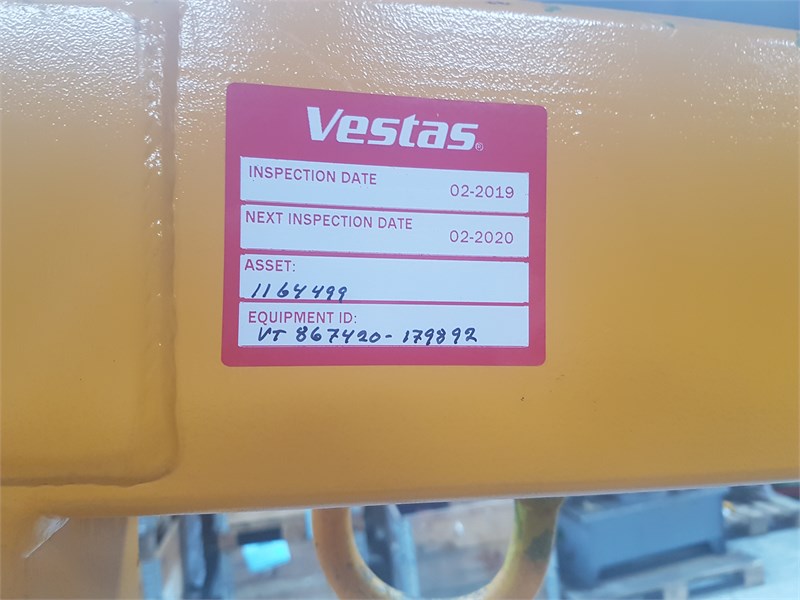 Vestas®
INSPECTION DATE
02-2019
NEXT INSPECTION DATE
02-2020
ASSET:
1164499
EQUIPMENT ID:
VT 867420-179892